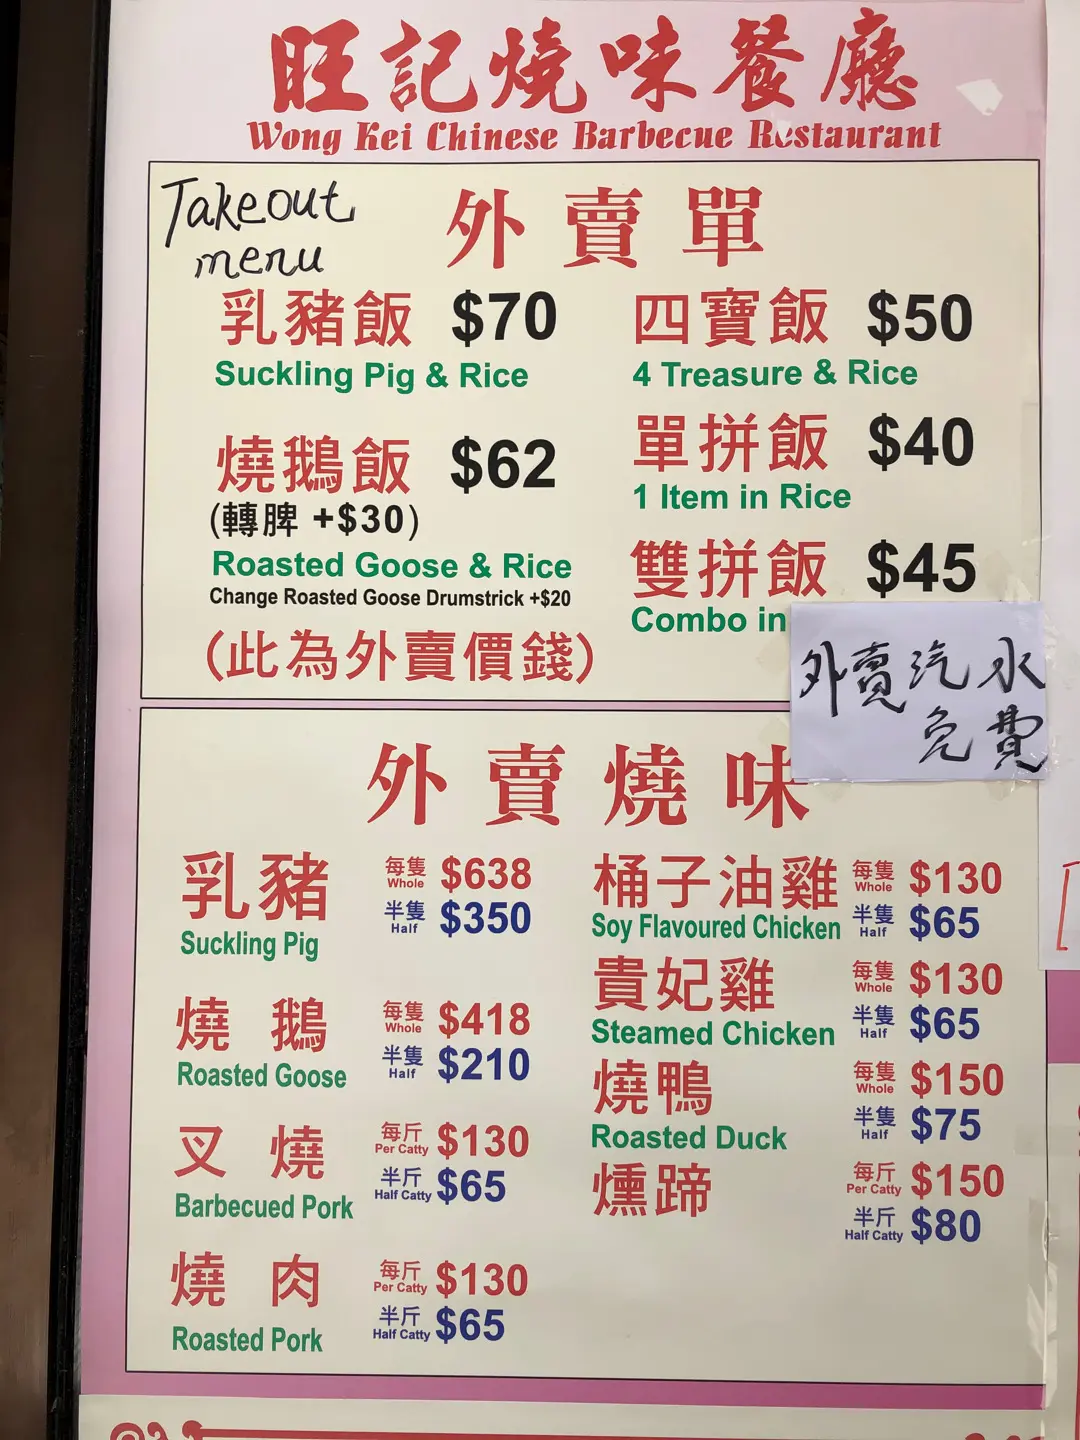 旺記燒味餐廳
Wong Kei Chinese Barbecue Restaurant
Takeout
menu
外賣單
乳豬飯 $70
Suckling Pig & Rice
燒鵝飯 $62
(轉脾 +$30)
Roasted Goose & Rice
Change Roasted Goose Drumstrick +$20
(此為外賣價錢)
四寶飯 $50
4 Treasure & Rice
單拼飯 $40
1 Item in Rice
雙拼飯 $45
Combo in
外賣汽水
免費
外賣燒味
乳豬 每隻 $638
Whole
半隻 $350
Half
Suckling Pig
燒鵝 每隻 $418
Whole
半隻 $210
Half
Roasted Goose
叉燒 每斤 $130
Per Catty
半斤 $65
Half Catty
Barbecued Pork
燒肉 每斤 $130
Per Catty
半斤 $65
Half Catty
Roasted Pork
桶子油雞 每隻 $130
Whole
半隻 $65
Half
Soy Flavoured Chicken
貴妃雞 每隻 $130
Whole
半隻 $65
Half
Steamed Chicken
燒鴨 每隻 $150
Whole
半隻 $75
Half
Roasted Duck
燻蹄 每斤 $150
Per Catty
半斤 $80
Half Catty